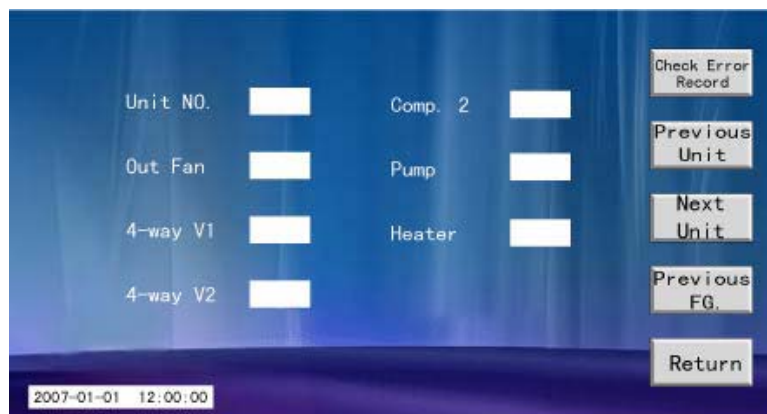 Unit NO.
Comp. 2
Check Error
Record
Out Fan
Pump
Previous
Unit
4-way V1
Heater
Next
Unit
4-way V2
Previous
FG.
Return
2007-01-01 12:00:00